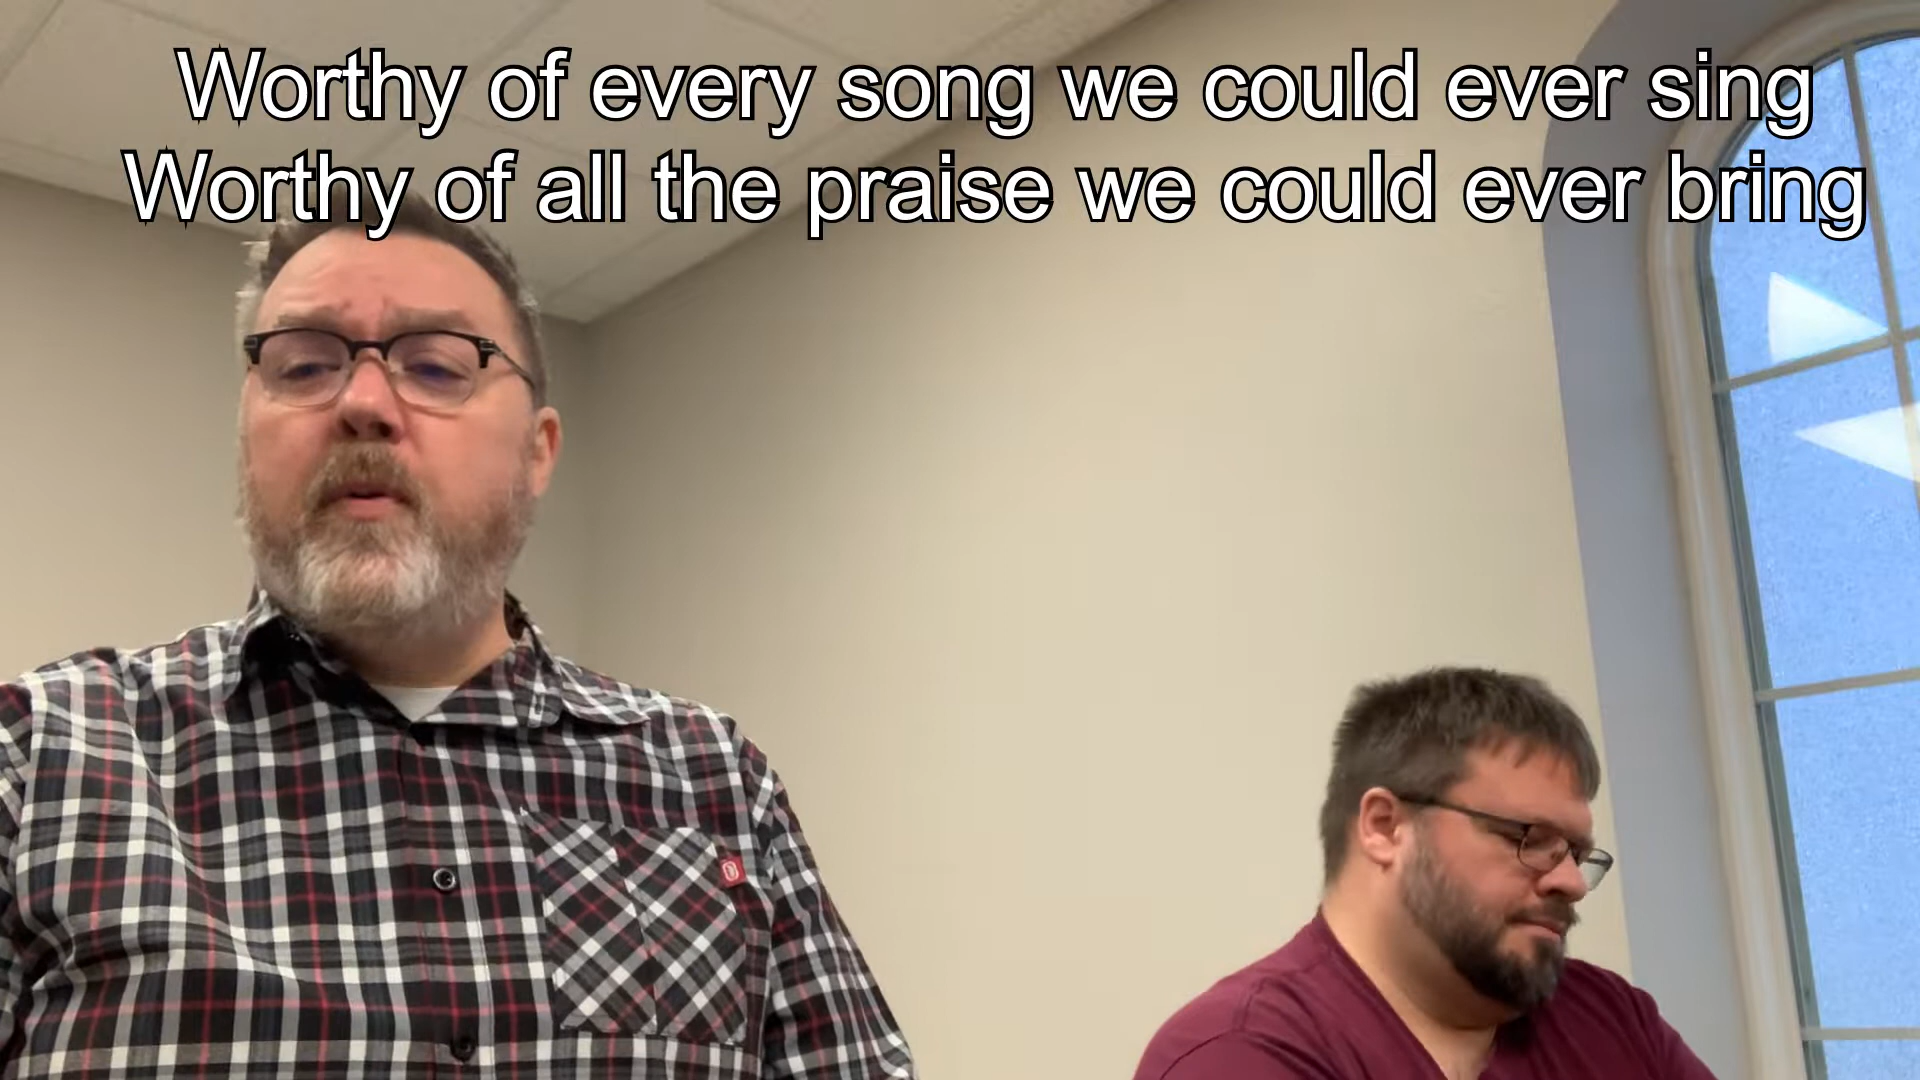 Worthy of every song we could ever sing
Worthy of all the praise we could ever bring